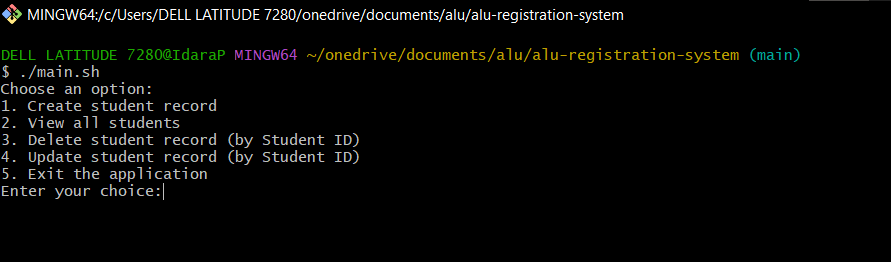 MINGW64:/c/Users/DELL LATITUDE 7280/onedrive/documents/alu/alu-registration-system
DELL LATITUDE 7280@IdaraP MINGW64 ~/onedrive/documents/alu/alu-registration-system (main)
$ ./main.sh
Choose an option:
1. Create student record
2. View all students
3. Delete student record (by Student ID)
4. Update student record (by Student ID)
5. Exit the application
Enter your choice: